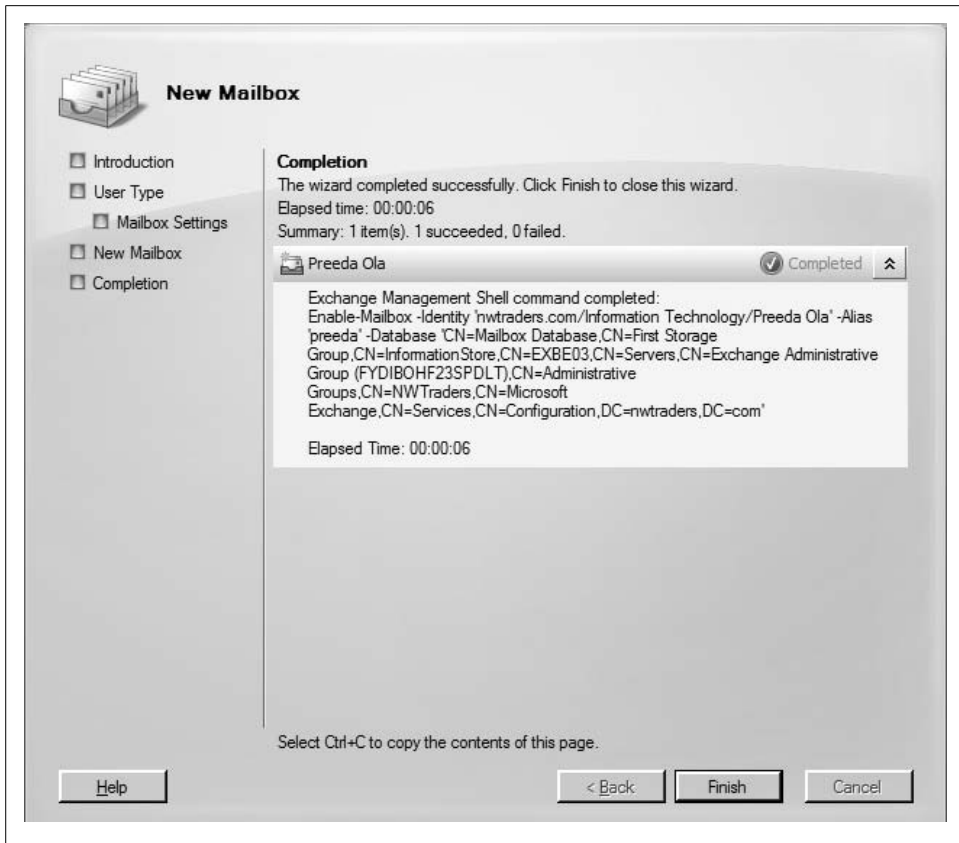 New Mailbox
Introduction
User Type
Mailbox Settings
New Mailbox
Completion
Completion
The wizard completed successfully. Click Finish to close this wizard.
Elapsed time: 00:00:06
Summary: 1 item(s). 1 succeeded, 0 failed.
Preeda Ola
Completed
Exchange Management Shell command completed:
Enable-Mailbox -Identity 'nwtraders.com/Information Technology/Preeda Ola' -Alias
'preeda' -Database 'CN=Mailbox Database,CN=First Storage
Group,CN=InformationStore,CN=EXBE03,CN=Servers,CN=Exchange Administrative
Group (FYDIBOHF23SPDLT),CN=Administrative
Groups,CN=NWTraders,CN=Microsoft
Exchange,CN=Services,CN=Configuration,DC=nwtraders,DC=com'
Elapsed Time: 00:00:06
Select Ctrl+C to copy the contents of this page.
Help
< Back
Finish
Cancel